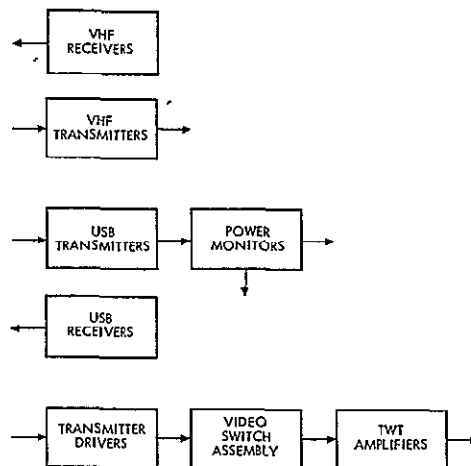 VHF
RECEIVERS
VHF
TRANSMITTERS
USB
TRANSMITTERS
POWER
MONITORS
USB
RECEIVERS
TRANSMITTER
DRIVERS
VIDEO
SWITCH
ASSEMBLY
TWT
AMPLIFIERS